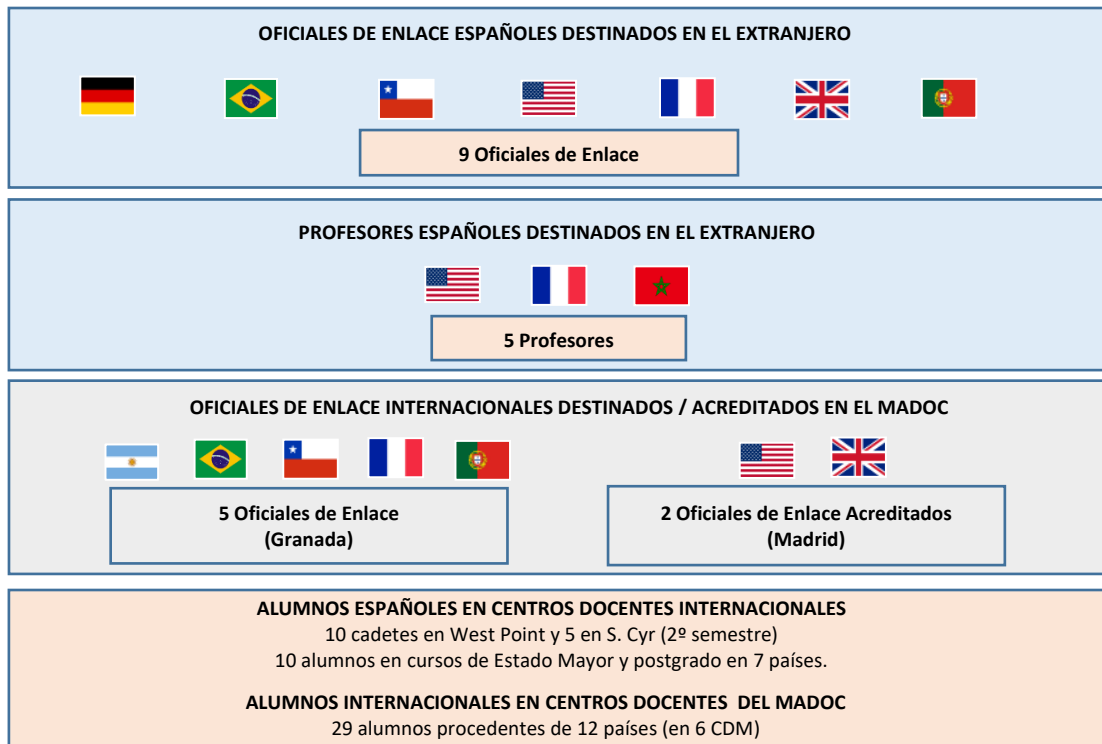 OFICIALES DE ENLACE ESPAÑOLES DESTINADOS EN EL EXTRANJERO
9 Oficiales de Enlace
PROFESORES ESPAÑOLES DESTINADOS EN EL EXTRANJERO
5 Profesores
OFICIALES DE ENLACE INTERNACIONALES DESTINADOS / ACREDITADOS EN EL MADOC
5 Oficiales de Enlace
(Granada)
2 Oficiales de Enlace Acreditados
(Madrid)
ALUMNOS ESPAÑOLES EN CENTROS DOCENTES INTERNACIONALES
10 cadetes en West Point y 5 en S. Cyr (2º semestre)
10 alumnos en cursos de Estado Mayor y postgrado en 7 países.
ALUMNOS INTERNACIONALES EN CENTROS DOCENTES DEL MADOC
29 alumnos procedentes de 12 países (en 6 CDM)